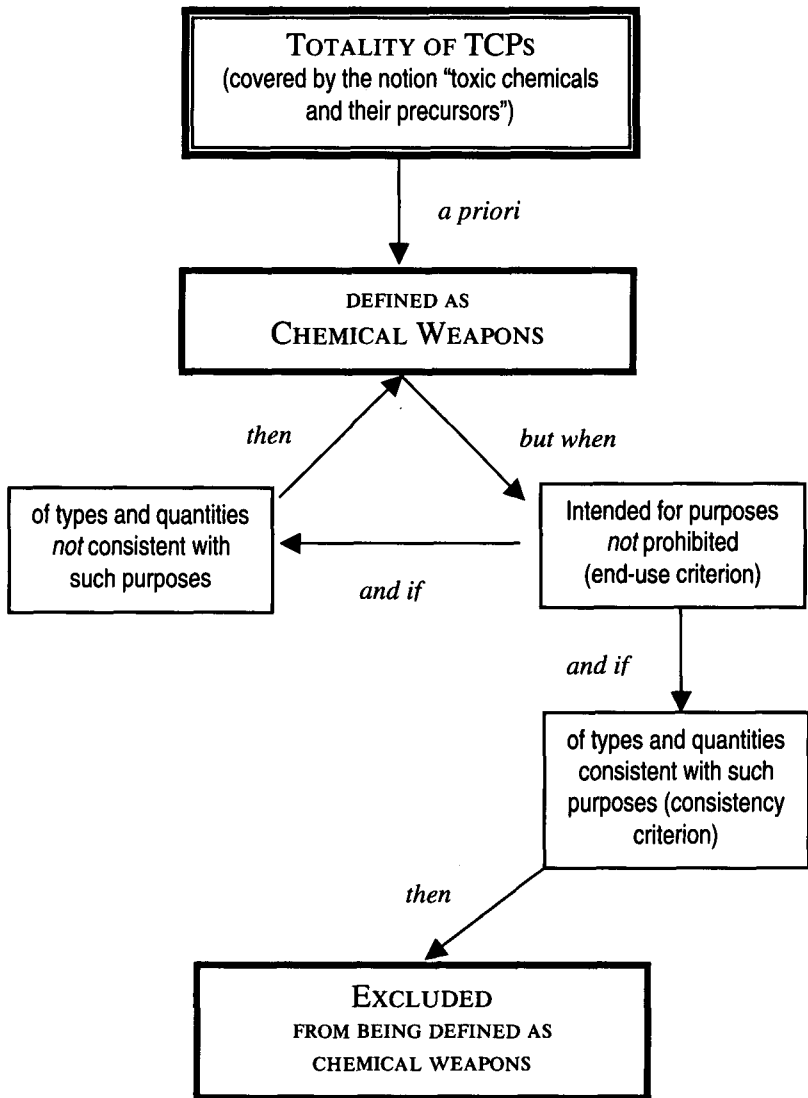 TOTALITY OF TCPS
(covered by the notion “toxic chemicals
and their precursors”)
a priori
DEFINED AS
CHEMICAL WEAPONS
then
but when
of types and quantities
not consistent with
such purposes
Intended for purposes
not prohibited
(end-use criterion)
and if
and if
of types and quantities
consistent with such
purposes (consistency
criterion)
then
EXCLUDED
FROM BEING DEFINED AS
CHEMICAL WEAPONS